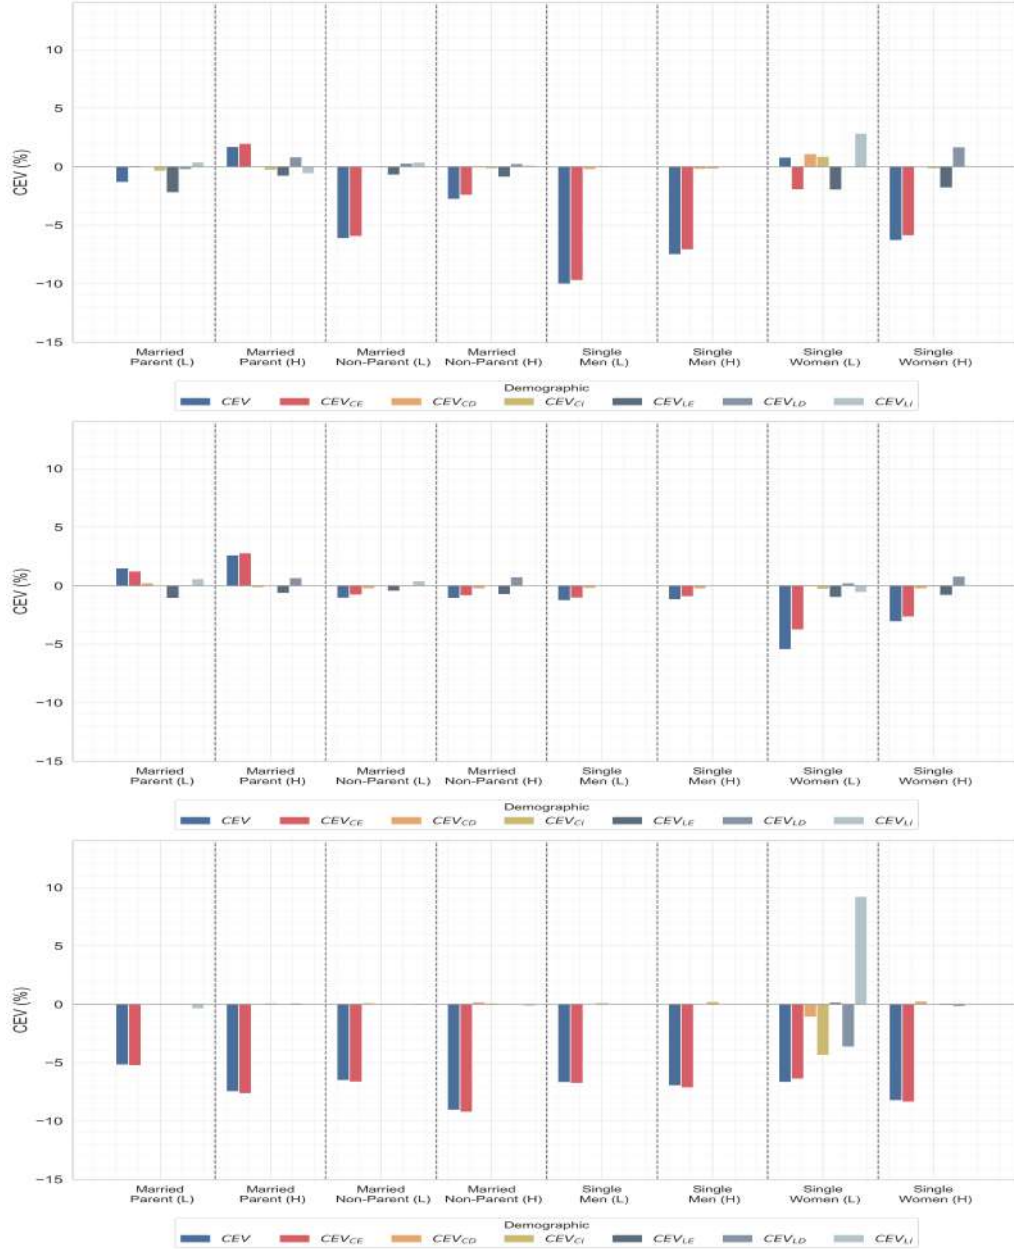 10
5
0
−5
−10
−15
CEV (%)
Married Parent (L)
Married Parent (H)
Married Non-Parent (L)
Married Non-Parent (H)
Single Men (L)
Single Men (H)
Single Women (L)
Single Women (H)
Demographic
CEV CEV_CE CEV_CD CEV_CI CEV_LE CEV_LD CEV_LI
10
5
0
−5
−10
−15
CEV (%)
Married Parent (L)
Married Parent (H)
Married Non-Parent (L)
Married Non-Parent (H)
Single Men (L)
Single Men (H)
Single Women (L)
Single Women (H)
Demographic
CEV CEV_CE CEV_CD CEV_CI CEV_LE CEV_LD CEV_LI
10
5
0
−5
−10
−15
CEV (%)
Married Parent (L)
Married Parent (H)
Married Non-Parent (L)
Married Non-Parent (H)
Single Men (L)
Single Men (H)
Single Women (L)
Single Women (H)
Demographic
CEV CEV_CE CEV_CD CEV_CI CEV_LE CEV_LD CEV_LI